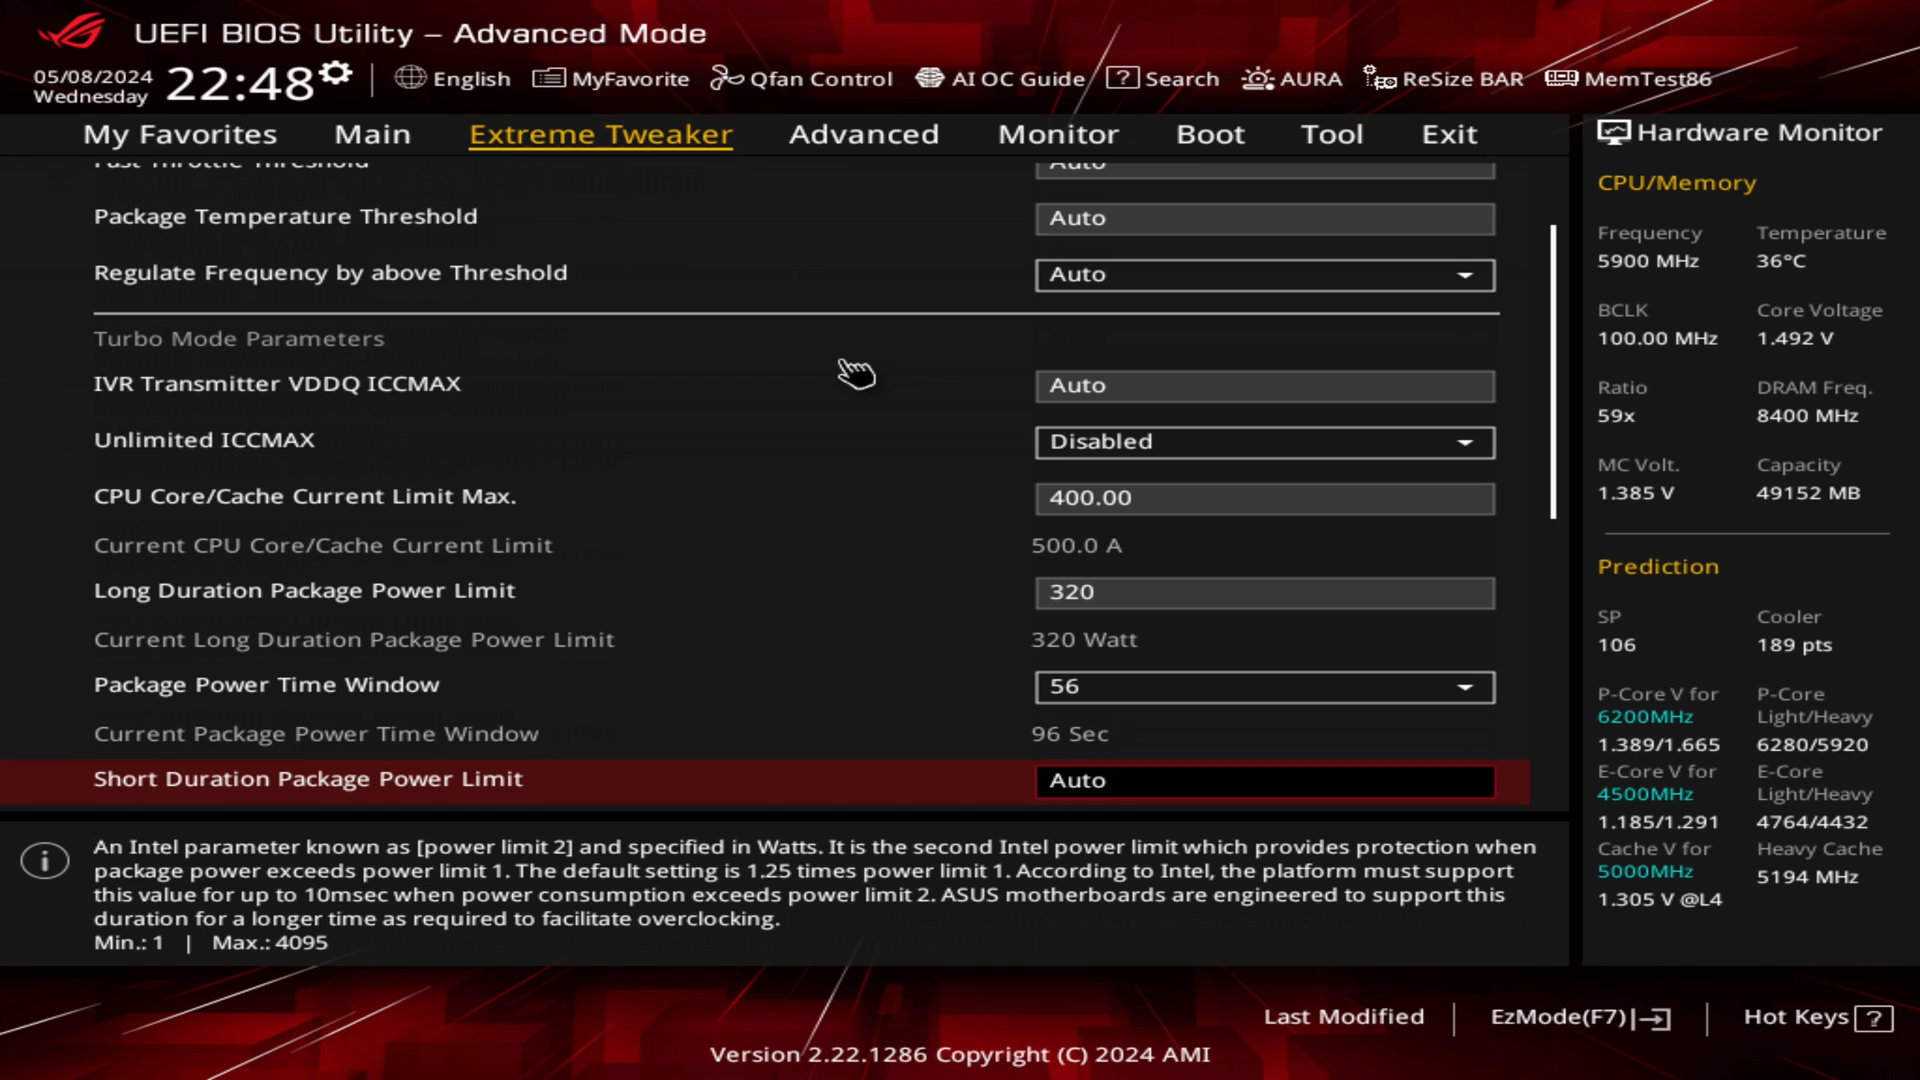 UEFI BIOS Utility – Advanced Mode
05/08/2024
Wednesday
22:48
English
MyFavorite
Qfan Control
AI OC Guide
? Search
AURA
ReSize BAR
MemTest86
My Favorites
Main
Extreme Tweaker
Advanced
Monitor
Boot
Tool
Exit
Fast Throttle Threshold Auto
Package Temperature Threshold Auto
Regulate Frequency by above Threshold Auto
Turbo Mode Parameters
IVR Transmitter VDDQ ICCMAX Auto
Unlimited ICCMAX Disabled
CPU Core/Cache Current Limit Max. 400.00
Current CPU Core/Cache Current Limit 500.0 A
Long Duration Package Power Limit 320
Current Long Duration Package Power Limit 320 Watt
Package Power Time Window 56
Current Package Power Time Window 96 Sec
Short Duration Package Power Limit Auto
An Intel parameter known as [power limit 2] and specified in Watts. It is the second Intel power limit which provides protection when
package power exceeds power limit 1. The default setting is 1.25 times power limit 1. According to Intel, the platform must support
this value for up to 10msec when power consumption exceeds power limit 2. ASUS motherboards are engineered to support this
duration for a longer time as required to facilitate overclocking.
Min.: 1 | Max.: 4095
Hardware Monitor
CPU/Memory
Frequency Temperature
5900 MHz 36°C
BCLK Core Voltage
100.00 MHz 1.492 V
Ratio DRAM Freq.
59x 8400 MHz
MC Volt. Capacity
1.385 V 49152 MB
Prediction
SP Cooler
106 189 pts
P-Core V for P-Core
6200MHz Light/Heavy
1.389/1.665 6280/5920
E-Core V for E-Core
4500MHz Light/Heavy
1.185/1.291 4764/4432
Cache V for Heavy Cache
5000MHz 5194 MHz
1.305 V @L4
Last Modified
EzMode(F7)
Hot Keys ?
Version 2.22.1286 Copyright (C) 2024 AMI